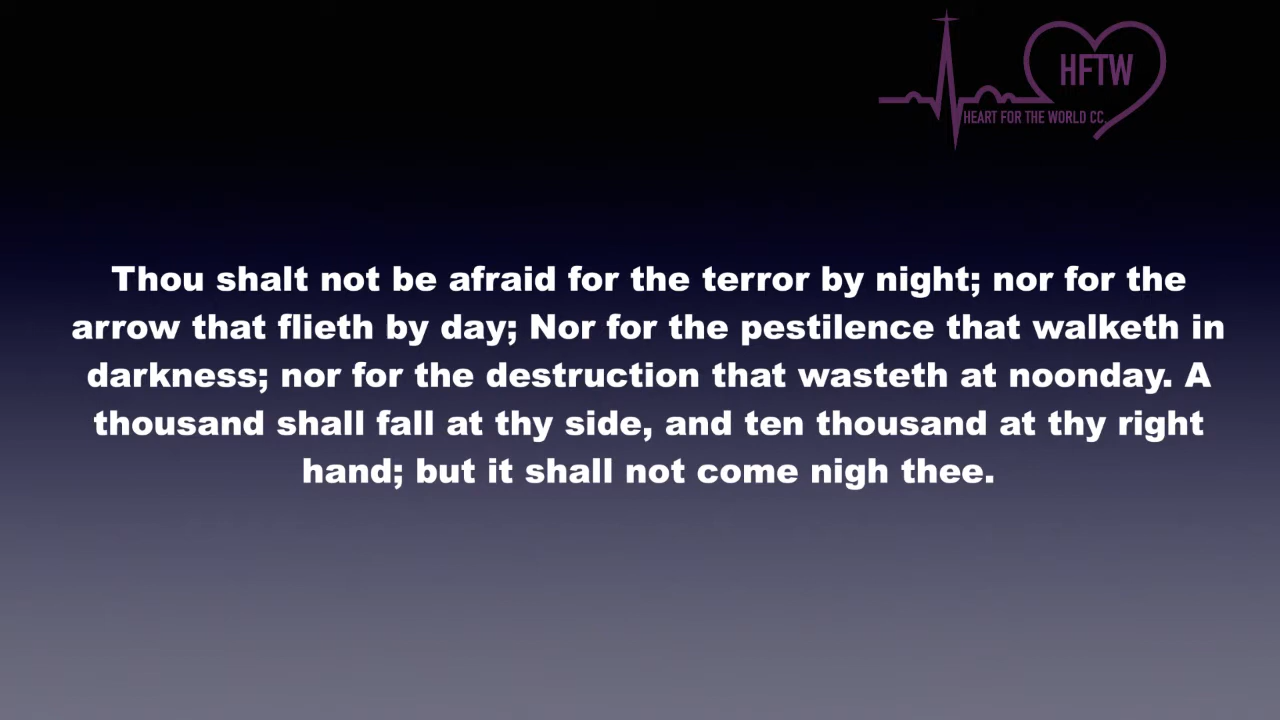 HFTW
HEART FOR THE WORLD CC.
Thou shalt not be afraid for the terror by night; nor for the
arrow that flieth by day; Nor for the pestilence that walketh in
darkness; nor for the destruction that wasteth at noonday. A
thousand shall fall at thy side, and ten thousand at thy right
hand; but it shall not come nigh thee.